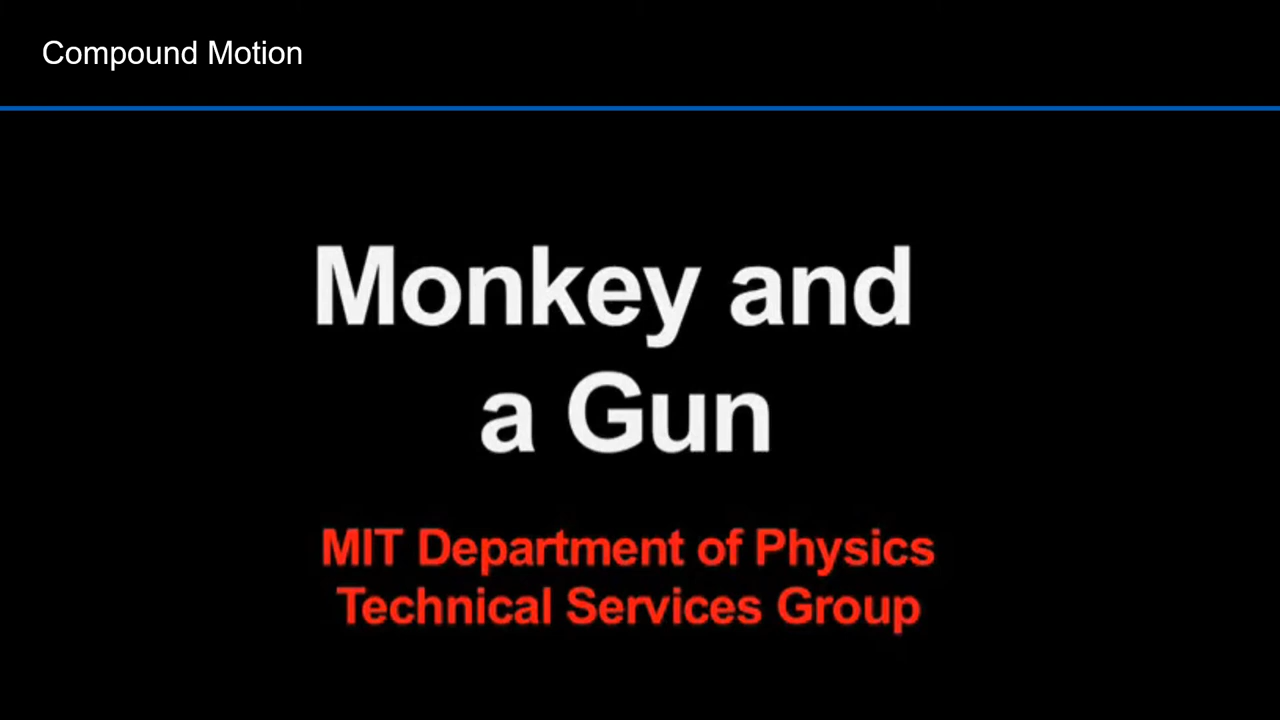 Compound Motion
Monkey and
a Gun
MIT Department of Physics
Technical Services Group